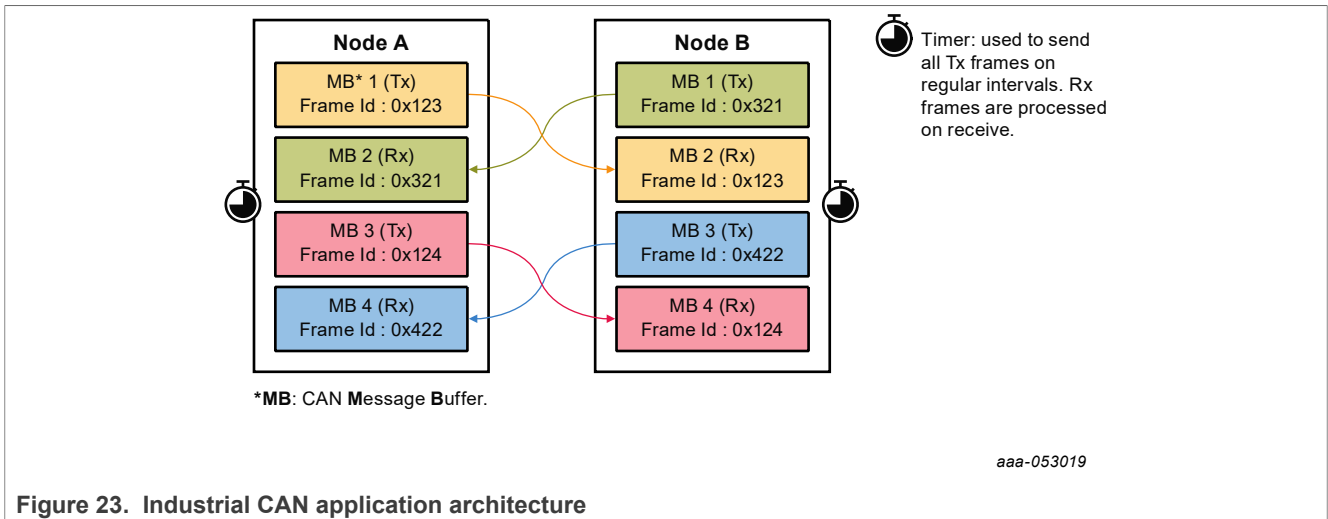 Node A
MB* 1 (Tx)
Frame Id : 0x123
MB 2 (Rx)
Frame Id : 0x321
MB 3 (Tx)
Frame Id : 0x124
MB 4 (Rx)
Frame Id : 0x422
Node B
MB 1 (Tx)
Frame Id : 0x321
MB 2 (Rx)
Frame Id : 0x123
MB 3 (Tx)
Frame Id : 0x422
MB 4 (Rx)
Frame Id : 0x124
Timer: used to send
all Tx frames on
regular intervals. Rx
frames are processed
on receive.
*MB: CAN Message Buffer.
aaa-053019
Figure 23. Industrial CAN application architecture